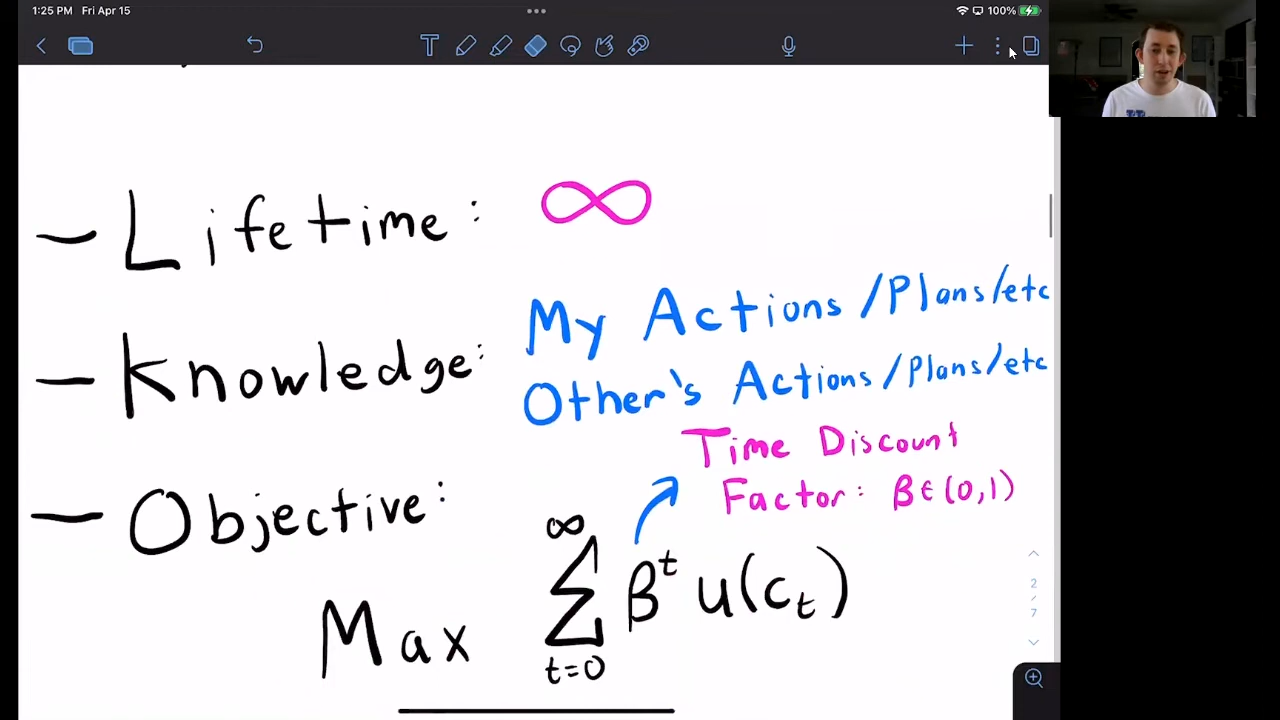 1:25 PM Fri Apr 15
100%
- Lifetime: ∞
- Knowledge: My Actions/Plans/etc
Other's Actions/Plans/etc
Time Discount
Factor: β∈(0,1)
- Objective:
Max ∞ Σ t=0 β^t u(c_t)
2
/
7